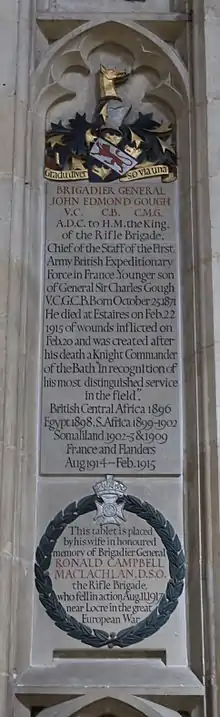 Gradu diver
so via una
BRIGADIER GENERAL
JOHN EDMOND GOUGH
V.C. C.B. C.M.G.
A.D.C. to H.M. the King.
of the Rifle Brigade.
Chief of the Staff of the First
Army British Expeditionary
Force in France Younger son
of General Sir Charles Gough
V.C.G.C.B. Born October 25.1871
He died at Estaires on Feb. 22
1915 of wounds inflicted on
Feb.20 and was created after
his death a Knight Commander
of the Bath "In recognition of
his most distinguished service
in the field".
British Central Africa 1896
Egypt 1898. S. Africa 1899-1902
Somaliland 1902-3 & 1909
France and Flanders
Aug. 1914 - Feb. 1915
This tablet is placed
by his wife in honoured
memory of Brigadier General
RONALD CAMPBELL
MACLACHLAN, D.S.O.
the Rifle Brigade,
who fell in action, Aug. 11, 1917
near Locre in the great
European War